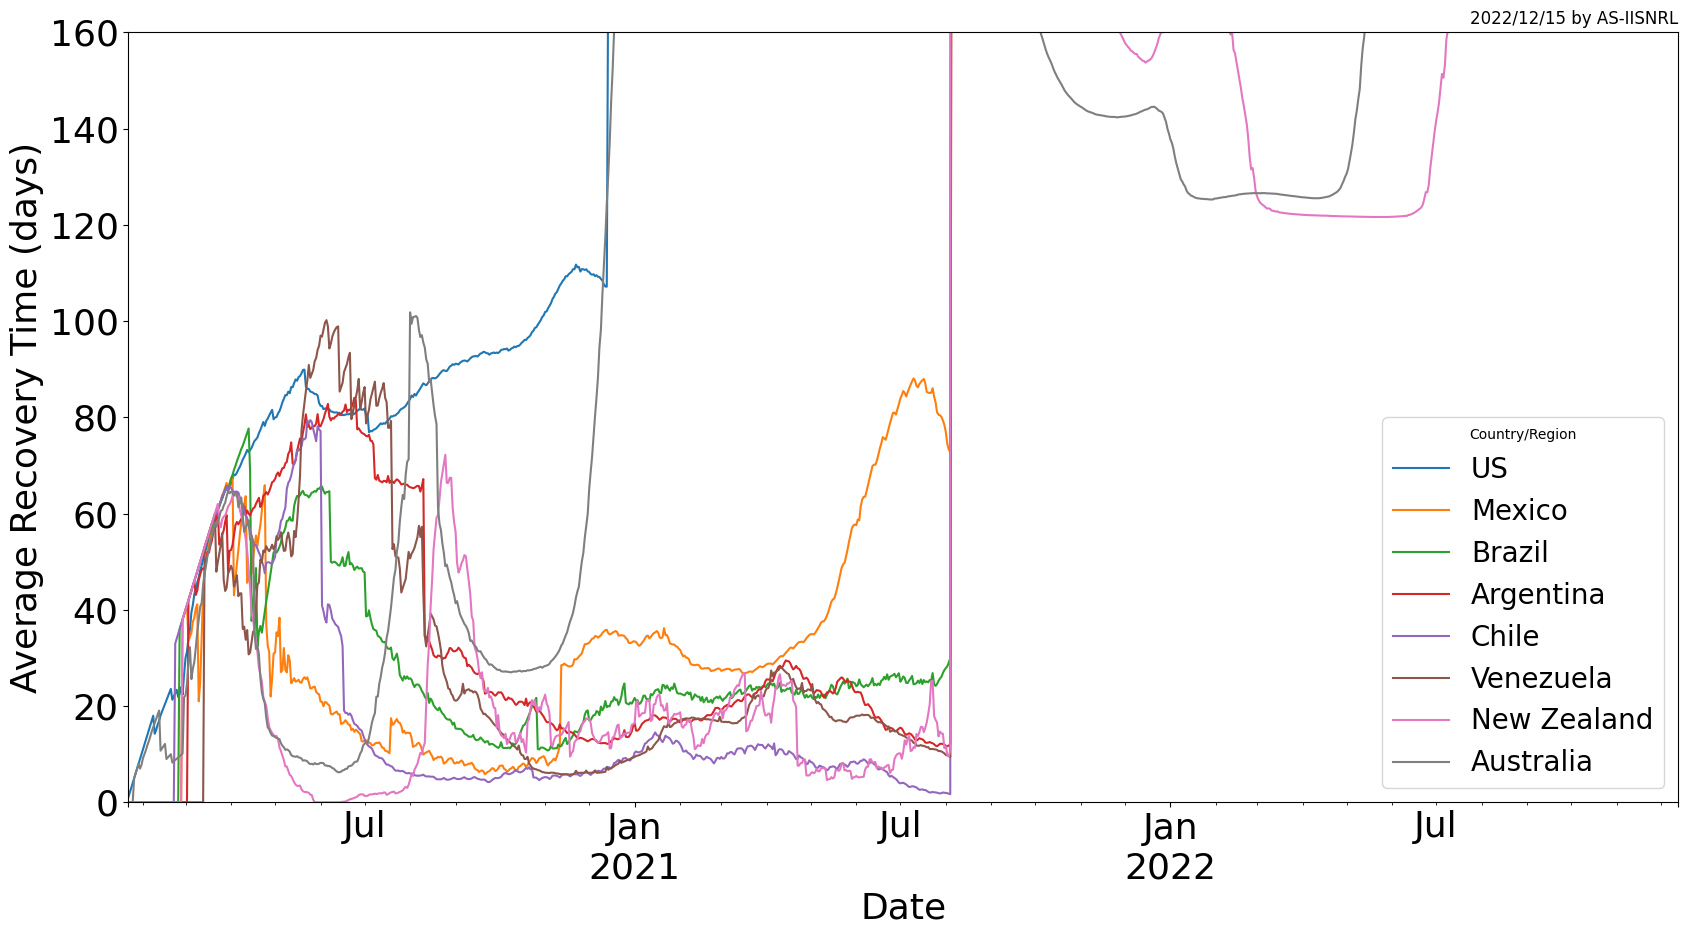 2022/12/15 by AS-IISNRL
Average Recovery Time (days)
160
140
120
100
80
60
40
20
0
Country/Region
US
Mexico
Brazil
Argentina
Chile
Venezuela
New Zealand
Australia
Jul
Jan
2021
Jul
Jan
2022
Jul
Date